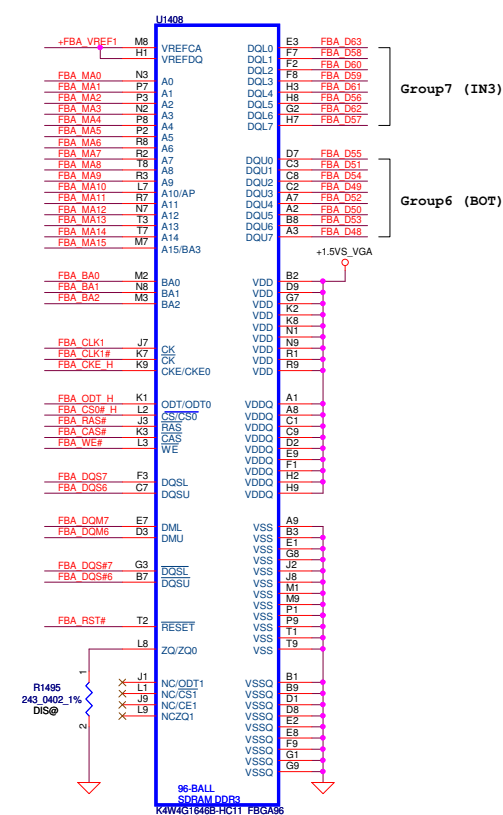 U1408
+FBA_VREF1 M8 VREFCA
H1 VREFDQ
FBA_MA0 N3 A0
FBA_MA1 P7 A1
FBA_MA2 P3 A2
FBA_MA3 N2 A3
FBA_MA4 P8 A4
FBA_MA5 P2 A5
FBA_MA6 R8 A6
FBA_MA7 R2 A7
FBA_MA8 T8 A8
FBA_MA9 R3 A9
FBA_MA10 L7 A10/AP
FBA_MA11 R7 A11
FBA_MA12 N7 A12
FBA_MA13 T3 A13
FBA_MA14 T7 A14
FBA_MA15 M7 A15/BA3
FBA_BA0 M2 BA0
FBA_BA1 N8 BA1
FBA_BA2 M3 BA2
FBA_CLK1 J7 CK
FBA_CLK1# K7 CK
FBA_CKE_H K9 CKE/CKE0
FBA_ODT_H K1 ODT/ODT0
FBA_CS0#_H L2 CS/CS0
FBA_RAS# J3 RAS
FBA_CAS# K3 CAS
FBA_WE# L3 WE
FBA_DQS7 F3 DQSL
FBA_DQS6 C7 DQSU
FBA_DQM7 E7 DML
FBA_DQM6 D3 DMU
FBA_DQS#7 G3 DQSL
FBA_DQS#6 B7 DQSU
FBA_RST# T2 RESET
L8 ZQ/ZQ0
J1 NC/ODT1
L1 NC/CS1
J9 NC/CE1
L9 NCZQ1
1
R1495
243_0402_1%
DIS@
2
DQL0 E3 FBA_D63
DQL1 F7 FBA_D58
DQL2 F2 FBA_D60
DQL3 F8 FBA_D59
DQL4 H3 FBA_D61
DQL5 H8 FBA_D56
DQL6 G2 FBA_D62
DQL7 H7 FBA_D57
Group7 (IN3)
DQU0 D7 FBA_D55
DQU1 C3 FBA_D51
DQU2 C8 FBA_D54
DQU3 C2 FBA_D49
DQU4 A7 FBA_D52
DQU5 A2 FBA_D50
DQU6 B8 FBA_D53
DQU7 A3 FBA_D48
Group6 (BOT)
+1.5VS_VGA
VDD B2
VDD D9
VDD G7
VDD K2
VDD K8
VDD N1
VDD N9
VDD R1
VDD R9
VDDQ A1
VDDQ A8
VDDQ C1
VDDQ C9
VDDQ D2
VDDQ E9
VDDQ F1
VDDQ H2
VDDQ H9
VSS A9
VSS B3
VSS E1
VSS G8
VSS J2
VSS J8
VSS M1
VSS M9
VSS P1
VSS P9
VSS T1
VSS T9
VSSQ B1
VSSQ B9
VSSQ D1
VSSQ D8
VSSQ E2
VSSQ E8
VSSQ F9
VSSQ G1
VSSQ G9
96-BALL
SDRAM DDR3
K4W4G1646B-HC11 FBGA96